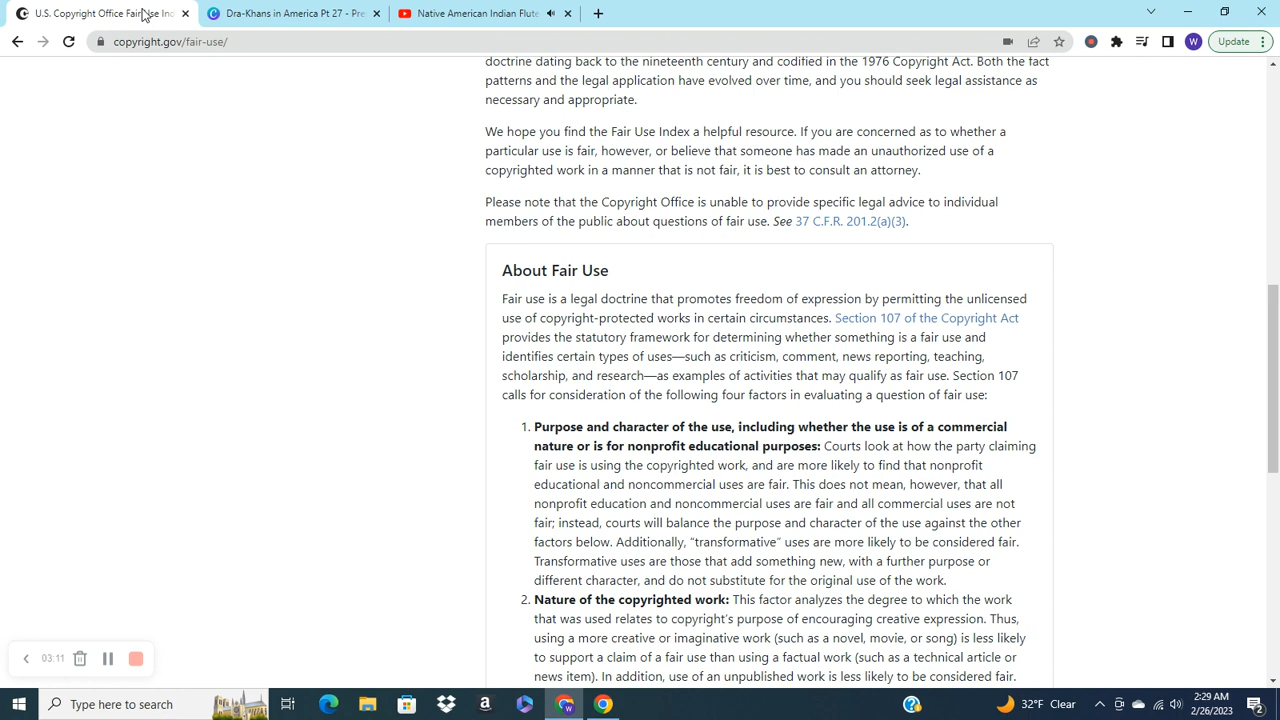 U.S. Copyright Office Fair Use Ind
Dra-Khans in America Pt 27 - Pre
Native American Indian Flute
copyright.gov/fair-use/
W
Update
doctrine dating back to the nineteenth century and codified in the 1976 Copyright Act. Both the fact
patterns and the legal application have evolved over time, and you should seek legal assistance as
necessary and appropriate.
We hope you find the Fair Use Index a helpful resource. If you are concerned as to whether a
particular use is fair, however, or believe that someone has made an unauthorized use of a
copyrighted work in a manner that is not fair, it is best to consult an attorney.
Please note that the Copyright Office is unable to provide specific legal advice to individual
members of the public about questions of fair use. See 37 C.F.R. 201.2(a)(3).
About Fair Use
Fair use is a legal doctrine that promotes freedom of expression by permitting the unlicensed
use of copyright-protected works in certain circumstances. Section 107 of the Copyright Act
provides the statutory framework for determining whether something is a fair use and
identifies certain types of uses—such as criticism, comment, news reporting, teaching,
scholarship, and research—as examples of activities that may qualify as fair use. Section 107
calls for consideration of the following four factors in evaluating a question of fair use:
1. Purpose and character of the use, including whether the use is of a commercial
nature or is for nonprofit educational purposes: Courts look at how the party claiming
fair use is using the copyrighted work, and are more likely to find that nonprofit
educational and noncommercial uses are fair. This does not mean, however, that all
nonprofit education and noncommercial uses are fair and all commercial uses are not
fair; instead, courts will balance the purpose and character of the use against the other
factors below. Additionally, “transformative” uses are more likely to be considered fair.
Transformative uses are those that add something new, with a further purpose or
different character, and do not substitute for the original use of the work.
2. Nature of the copyrighted work: This factor analyzes the degree to which the work
that was used relates to copyright’s purpose of encouraging creative expression. Thus,
using a more creative or imaginative work (such as a novel, movie, or song) is less likely
to support a claim of a fair use than using a factual work (such as a technical article or
news item). In addition, use of an unpublished work is less likely to be considered fair.
03:11
Type here to search
32°F Clear
2:29 AM
2/26/2023
2